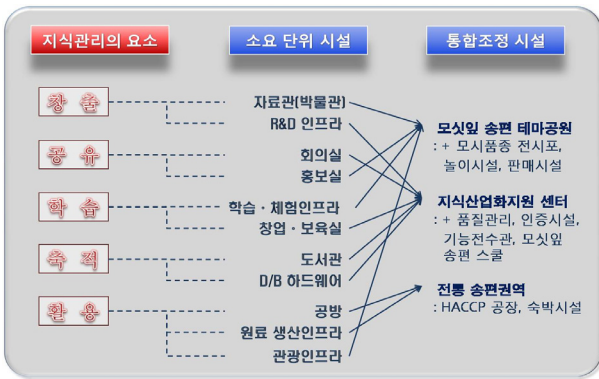 지식관리의 요소
소요 단위 시설
통합조정 시설
창 출
자료관(박물관)
R&D 인프라
공 유
회의실
홍보실
학 습
학습·체험인프라
창업·보육실
축 적
도서관
D/B 하드웨어
활 용
공방
원료 생산인프라
관광인프라
모싯잎 송편 테마공원
: + 모시품종 전시포,
놀이시설, 판매시설
지식산업화지원 센터
: + 품질관리, 인증시설,
기능전수관, 모싯잎
송편 스쿨
전통 송편권역
: HACCP 공장, 숙박시설